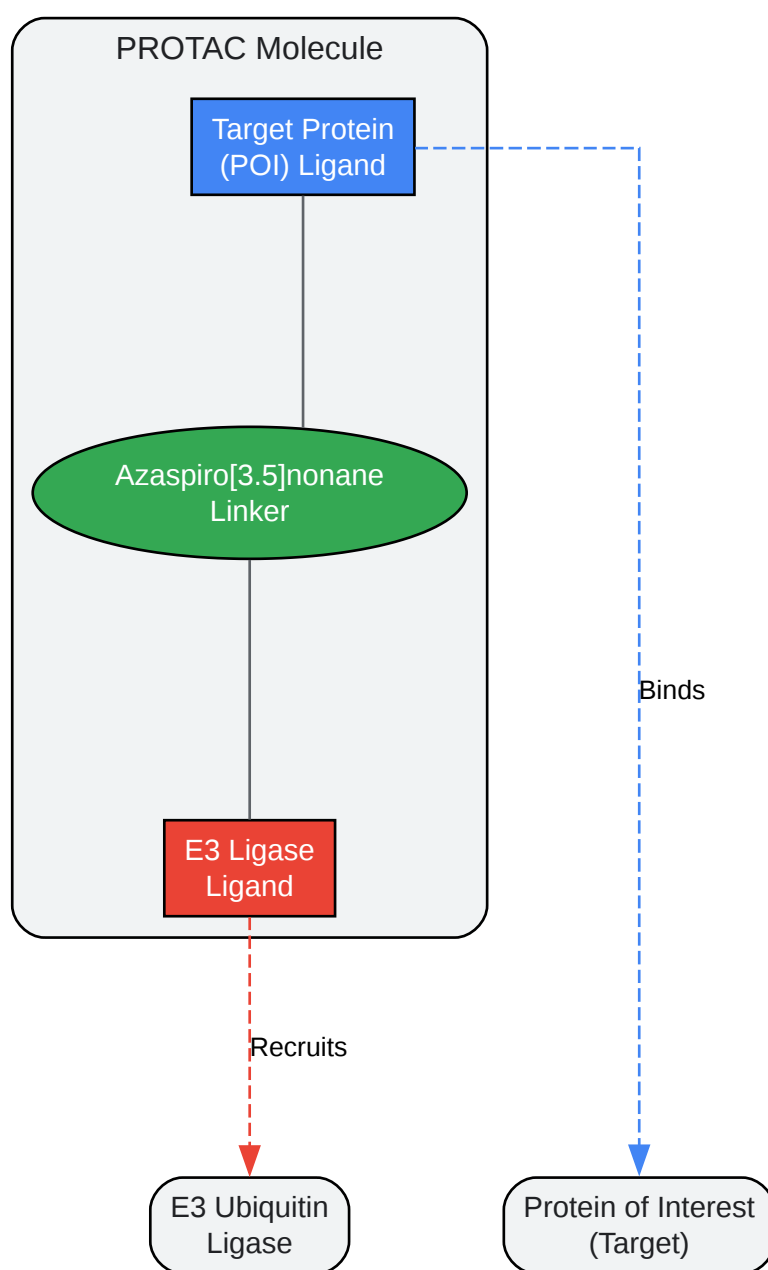 PROTAC Molecule
Target Protein
(POI) Ligand
Azaspiro[3.5]nonane
Linker
Binds
E3 Ligase
Ligand
Recruits
E3 Ubiquitin
Ligase
Protein of Interest
(Target)